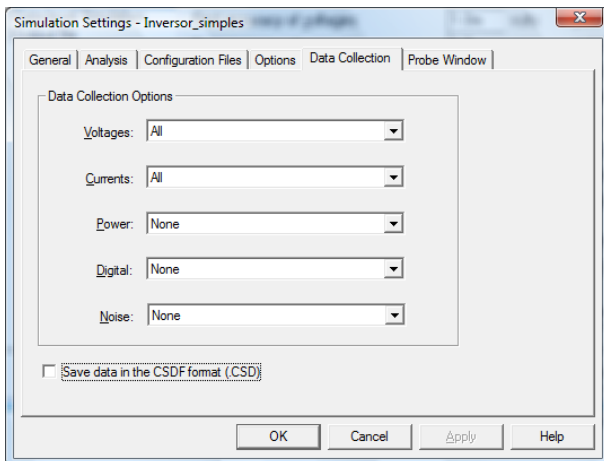 Simulation Settings - Inversor_simples
General Analysis Configuration Files Options Data Collection Probe Window
Data Collection Options
Voltages: All
Currents: All
Power: None
Digital: None
Noise: None
Save data in the CSDF format (.CSD)
OK Cancel Apply Help